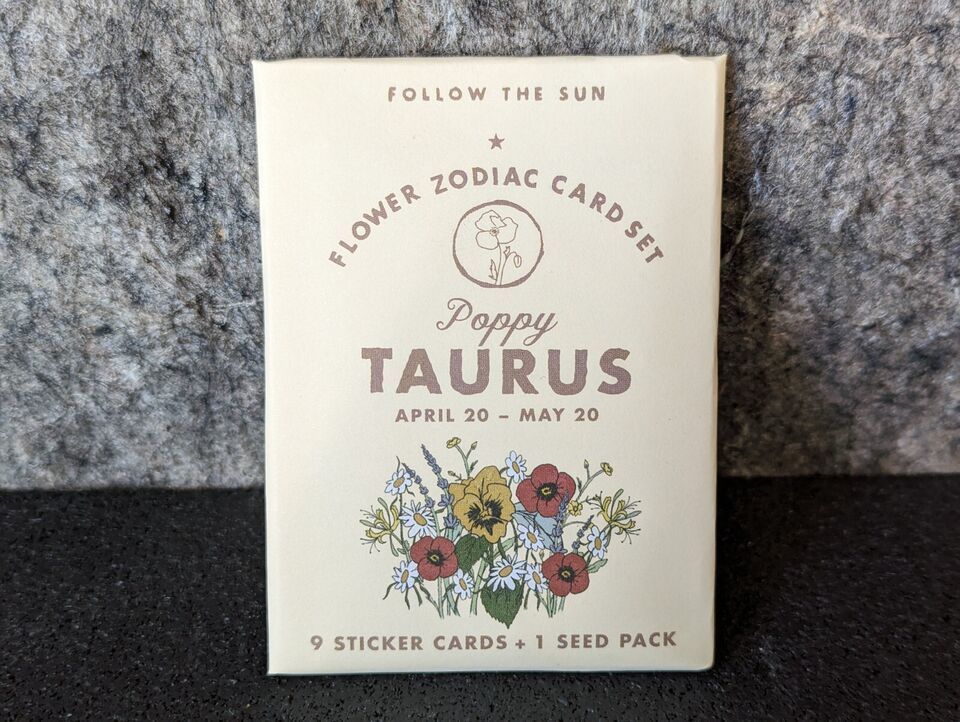 FOLLOW THE SUN
FLOWER ZODIAC CARD SET
Poppy
TAURUS
APRIL 20 – MAY 20
9 STICKER CARDS + 1 SEED PACK